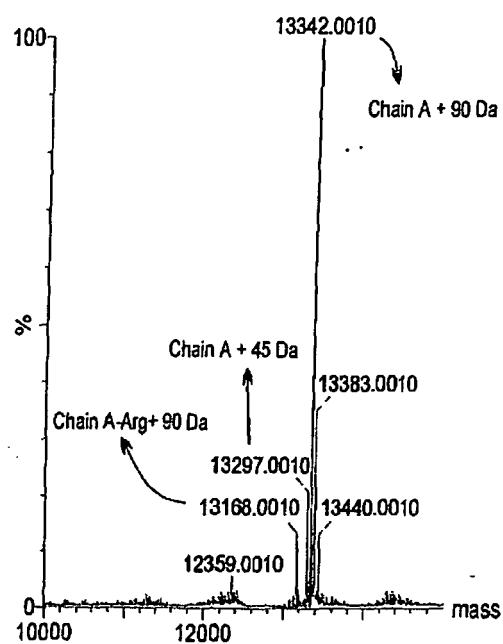 100
13342.0010
Chain A + 90 Da
%
Chain A + 45 Da
13383.0010
Chain A-Arg+ 90 Da
13297.0010
13168.0010
13440.0010
12359.0010
0
mass
10000
12000